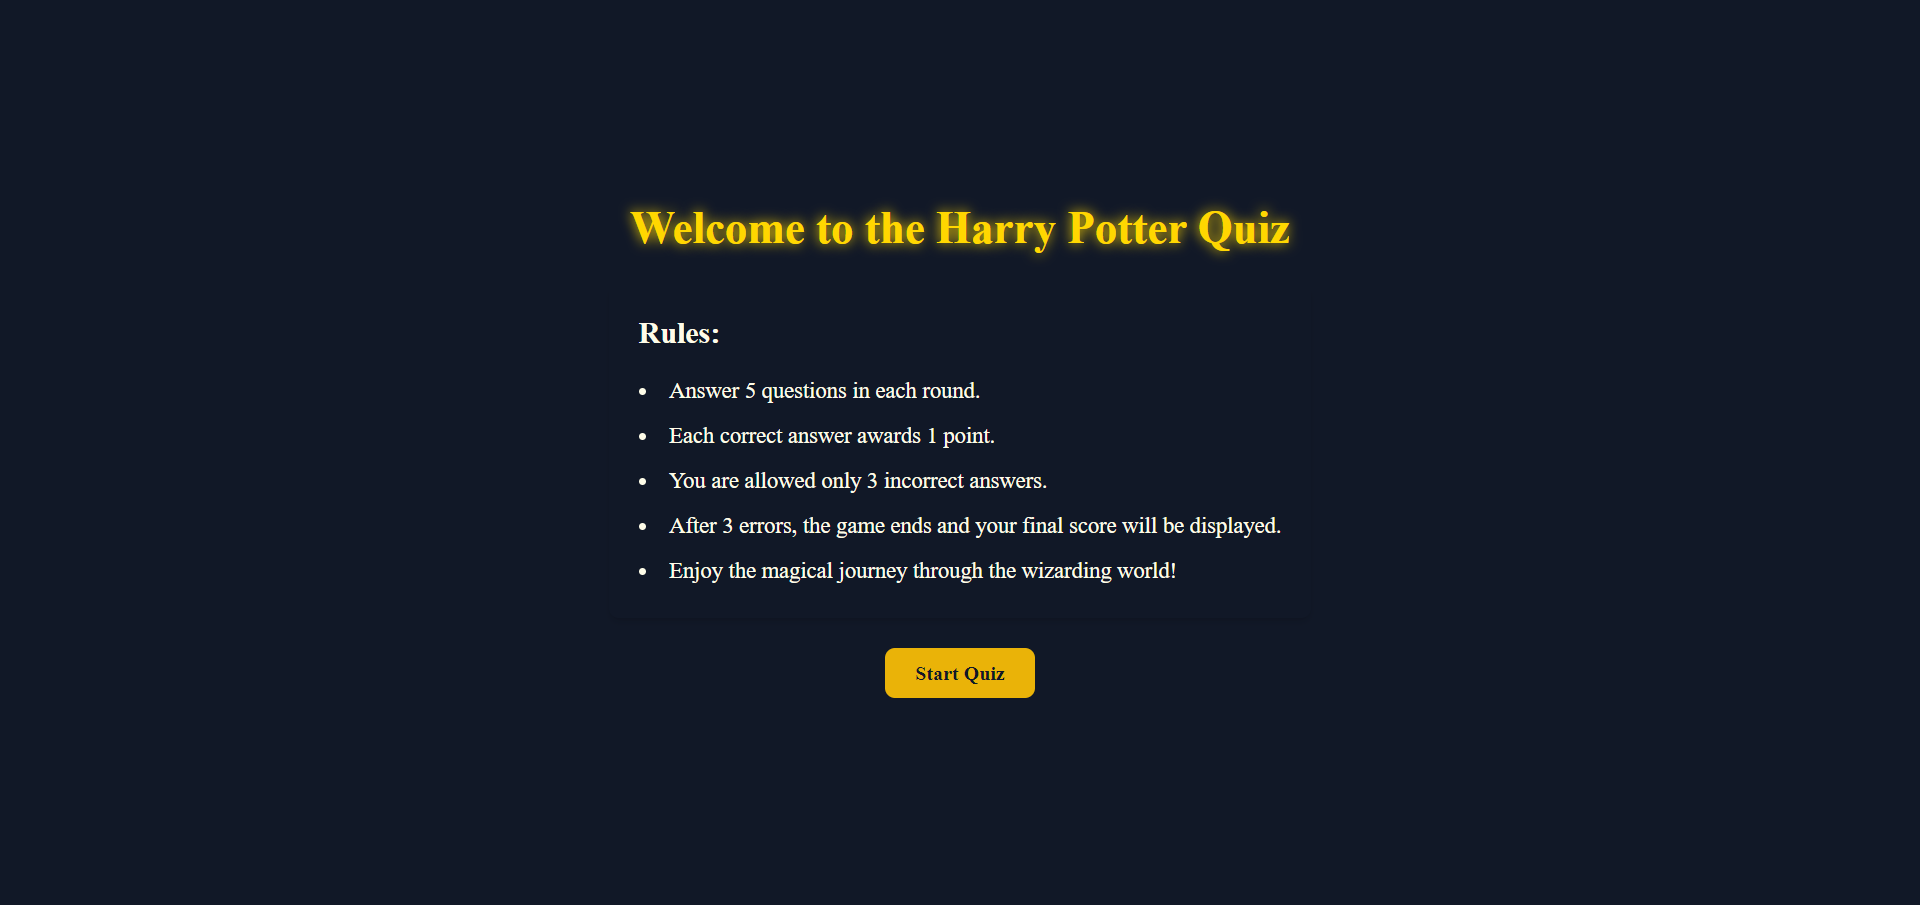 Welcome to the Harry Potter Quiz
Rules:
Answer 5 questions in each round.
Each correct answer awards 1 point.
You are allowed only 3 incorrect answers.
After 3 errors, the game ends and your final score will be displayed.
Enjoy the magical journey through the wizarding world!
Start Quiz